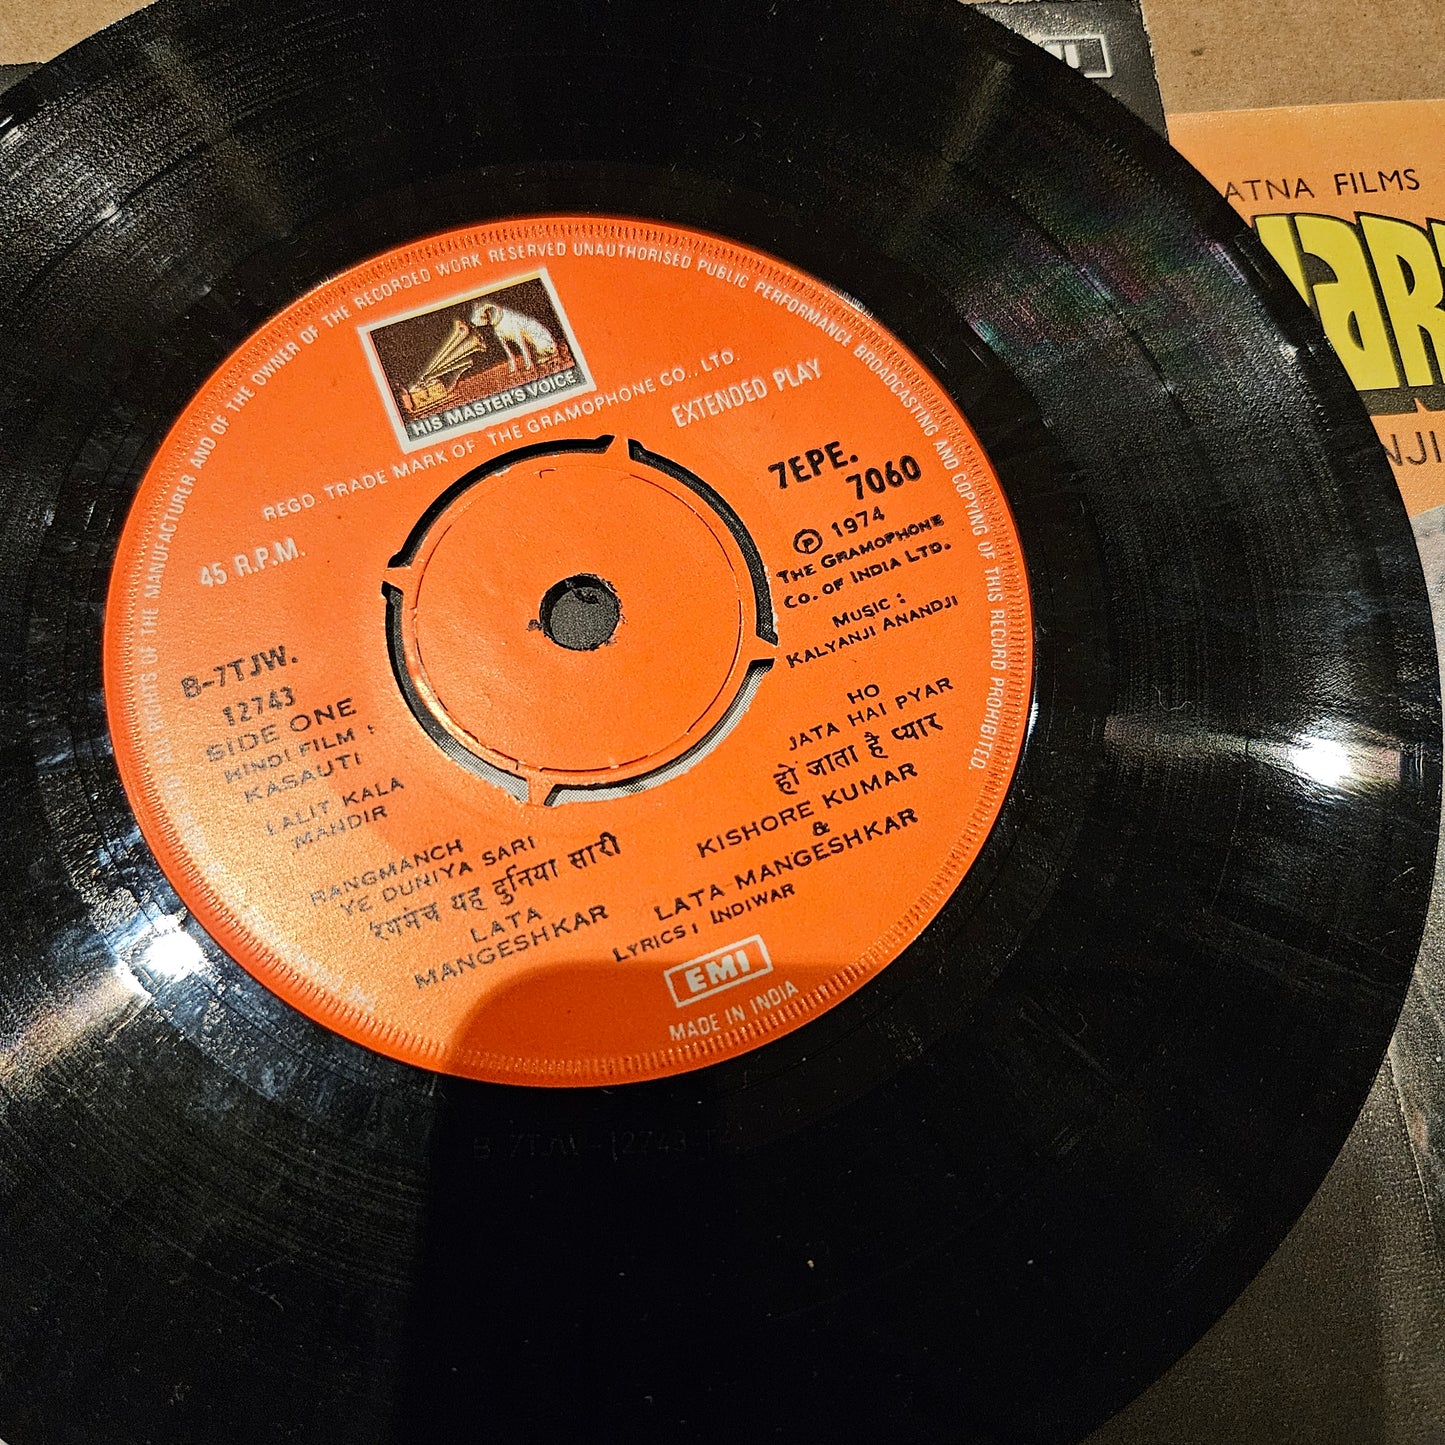 ALL RIGHTS OF THE MANUFACTURER AND OF THE OWNER OF THE RECORDED WORK RESERVED UNAUTHORISED PUBLIC PERFORMANCE BROADCASTING AND COPYING OF THIS RECORD PROHIBITED.
HIS MASTER'S VOICE
REGD. TRADE MARK OF THE GRAMOPHONE CO., LTD.
EXTENDED PLAY
45 R.P.M.
7EPE.
7060
Ⓟ 1974
THE GRAMOPHONE
CO. OF INDIA LTD.
MUSIC :
KALYANJI ANANDJI
B-7TJW.
12743
SIDE ONE
HINDI FILM :
KASAUTI
LALIT KALA
MANDIR
RANGMANCH
YE DUNIYA SARI
रंगमंच यह दुनिया सारी
LATA
MANGESHKAR
HO
JATA HAI PYAR
हो जाता है प्यार
KISHORE KUMAR
&
LATA MANGESHKAR
LYRICS : INDIWAR
EMI
MADE IN INDIA
B 7TJW-12743
ATNA FILMS
NJI